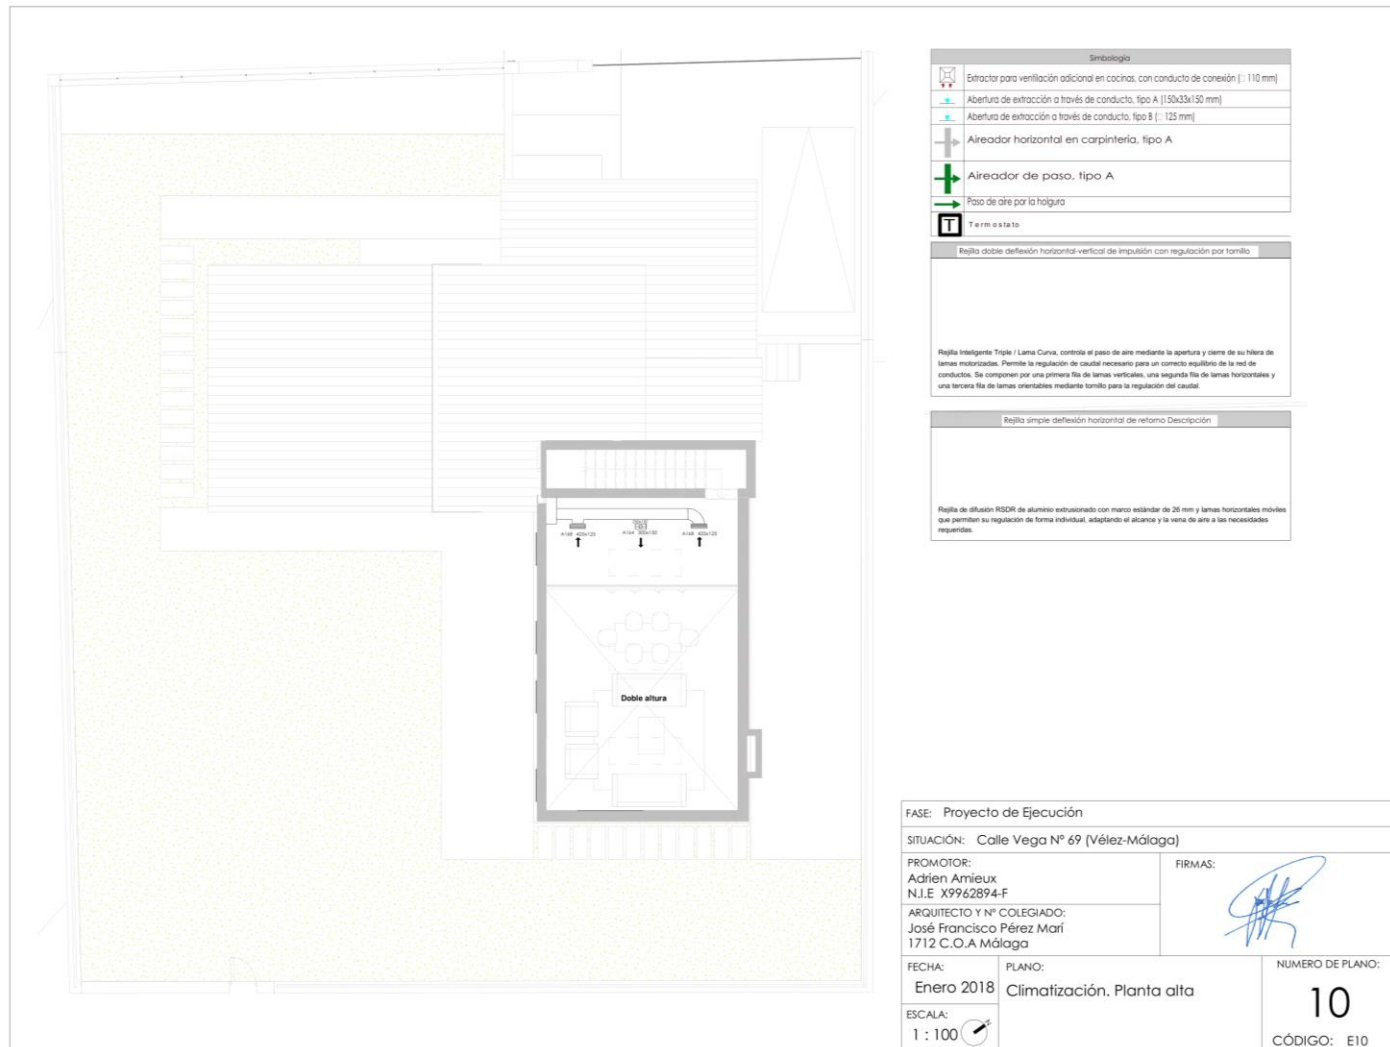 Simbología
Extractor para ventilación adicional en cocinas, con conducto de conexión (□ 110 mm)
Abertura de extracción a través de conducto, tipo A (150x33x150 mm)
Abertura de extracción a través de conducto, tipo B (□ 125 mm)
Aireador horizontal en carpintería, tipo A
Aireador de paso, tipo A
Paso de aire por la holgura
T Termostato
Rejilla doble deflexión horizontal-vertical de impulsión con regulación por tornillo
Rejilla Inteligente Triple / Lama Curva, controla el paso de aire mediante la apertura y cierre de su hilera de
lamas motorizadas. Permite la regulación de caudal necesario para un correcto equilibrio de la red de
conductos. Se componen por una primera fila de lamas verticales, una segunda fila de lamas horizontales y
una tercera fila de lamas orientables mediante tornillo para la regulación del caudal.
Rejilla simple deflexión horizontal de retorno Descripción
Rejilla de difusión RSDR de aluminio extrusionado con marco estándar de 26 mm y lamas horizontales móviles
que permiten su regulación de forma individual, adaptando el alcance y la vena de aire a las necesidades
requeridas.
Doble altura
FASE: Proyecto de Ejecución
SITUACIÓN: Calle Vega Nº 69 (Vélez-Málaga)
PROMOTOR:
Adrien Amieux
N.I.E X9962894-F
FIRMAS:
ARQUITECTO Y Nº COLEGIADO:
José Francisco Pérez Marí
1712 C.O.A Málaga
FECHA:
Enero 2018
ESCALA:
1 : 100
N
PLANO:
Climatización. Planta alta
NUMERO DE PLANO:
10
CÓDIGO: E10